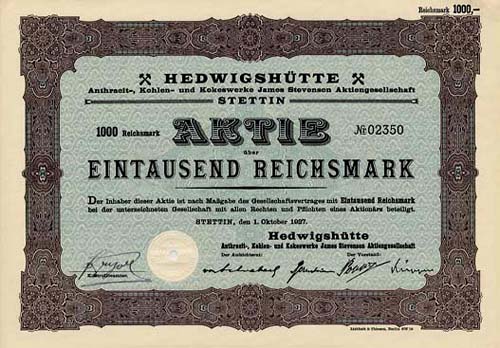 Reichsmark 1000,—
HEDWIGSHÜTTE
Anthracit-, Kohlen- und Kokeswerke James Stevenson Aktiengesellschaft
STETTIN
1000 Reichsmark AKTIE № 02350
über
EINTAUSEND REICHSMARK
Der Inhaber dieser Aktie ist nach Maßgabe des Gesellschaftsvertrages mit Eintausend Reichsmark
bei der unterzeichneten Gesellschaft mit allen Rechten und Pflichten eines Aktionärs beteiligt.
STETTIN, den 1. Oktober 1927.
Hedwigshütte
Anthracit-, Kohlen- und Kokeswerke James Stevenson Aktiengesellschaft
Der Aufsichtsrat: Der Vorstand: